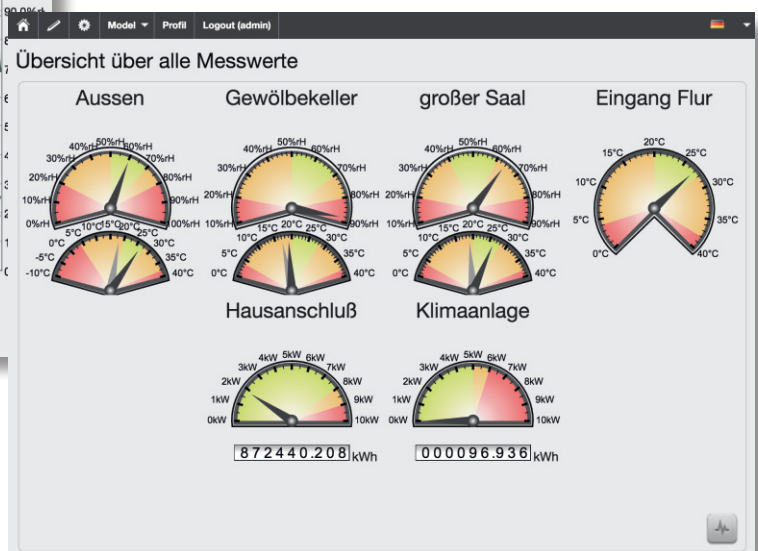 90.0%rH
Model Profil Logout (admin)
Übersicht über alle Messwerte
Aussen Gewölbekeller großer Saal Eingang Flur
0%rH 10%rH 20%rH 30%rH 40%rH 50%rH 60%rH 70%rH 80%rH 90%rH 100%rH
10%rH 20%rH 30%rH 40%rH 50%rH 60%rH 70%rH 80%rH 90%rH
10%rH 20%rH 30%rH 40%rH 50%rH 60%rH 70%rH 80%rH 90%rH
0°C 5°C 10°C 15°C 20°C 25°C 30°C 35°C 40°C
-10°C -5°C 0°C 5°C 10°C 15°C 20°C 25°C 30°C 35°C 40°C
0°C 5°C 10°C 15°C 20°C 25°C 30°C 35°C 40°C
0°C 5°C 10°C 15°C 20°C 25°C 30°C 35°C 40°C
Hausanschluß Klimaanlage
0kW 1kW 2kW 3kW 4kW 5kW 6kW 7kW 8kW 9kW 10kW
0kW 1kW 2kW 3kW 4kW 5kW 6kW 7kW 8kW 9kW 10kW
872440.208 kWh 000096.936 kWh